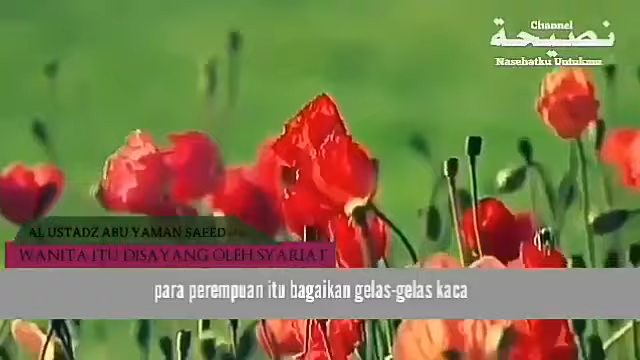 Channel
نصيحة
Nasehatku Untukmu
AL USTADZ ABU YAMAN SAEED
WANITA ITU DISAYANG OLEH SYARIAT
para perempuan itu bagaikan gelas-gelas kaca